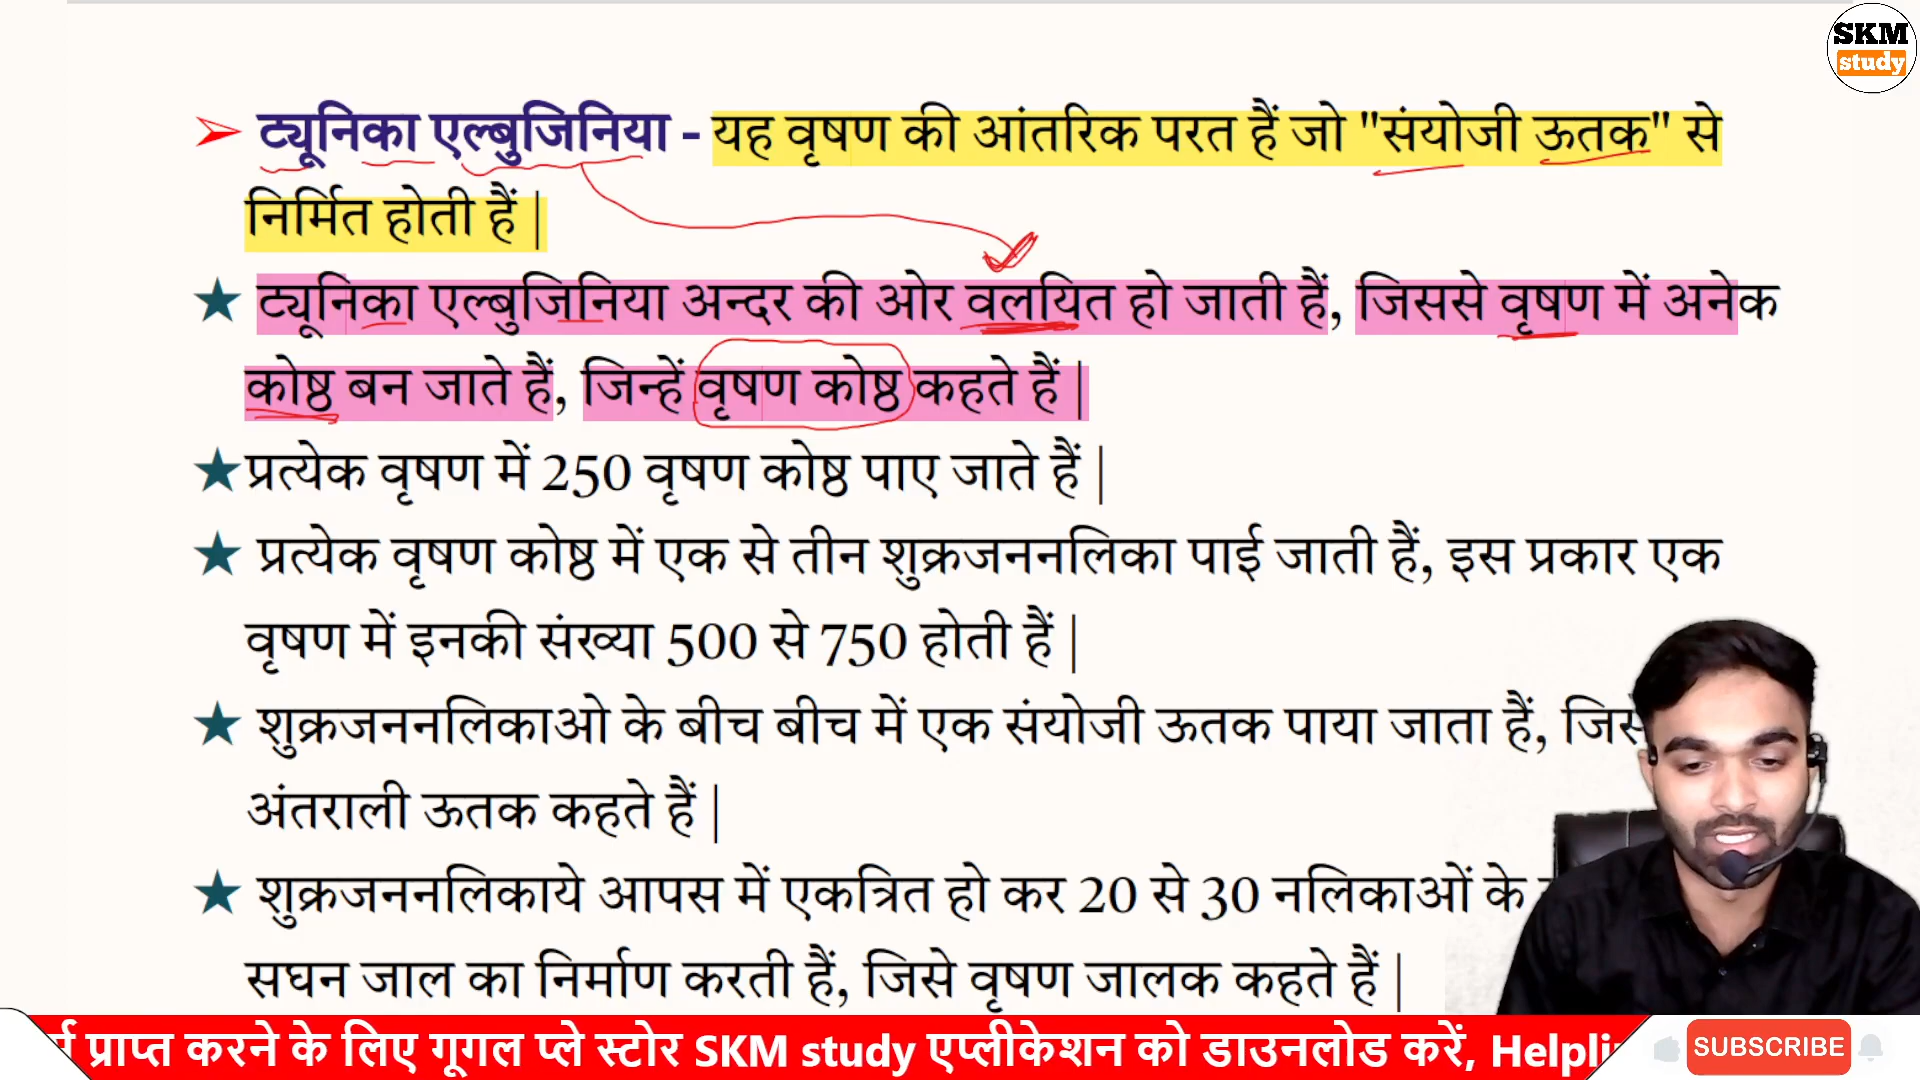 SKM
study
ट्यूनिका एल्बुजिनिया - यह वृषण की आंतरिक परत हैं जो "संयोजी ऊतक" से
निर्मित होती हैं |
ट्यूनिका एल्बुजिनिया अन्दर की ओर वलयित हो जाती हैं, जिससे वृषण में अनेक
कोष्ठ बन जाते हैं, जिन्हें वृषण कोष्ठ कहते हैं |
प्रत्येक वृषण में 250 वृषण कोष्ठ पाए जाते हैं |
प्रत्येक वृषण कोष्ठ में एक से तीन शुक्रजननलिका पाई जाती हैं, इस प्रकार एक
वृषण में इनकी संख्या 500 से 750 होती हैं |
शुक्रजननलिकाओ के बीच बीच में एक संयोजी ऊतक पाया जाता हैं,
अंतराली ऊतक कहते हैं |
शुक्रजननलिकाये आपस में एकत्रित हो कर 20 से 30 नलिकाओं के
सघन जाल का निर्माण करती हैं, जिसे वृषण जालक कहते हैं |
प्राप्त करने के लिए गूगल प्ले स्टोर SKM study एप्लीकेशन को डाउनलोड करें,
SUBSCRIBE